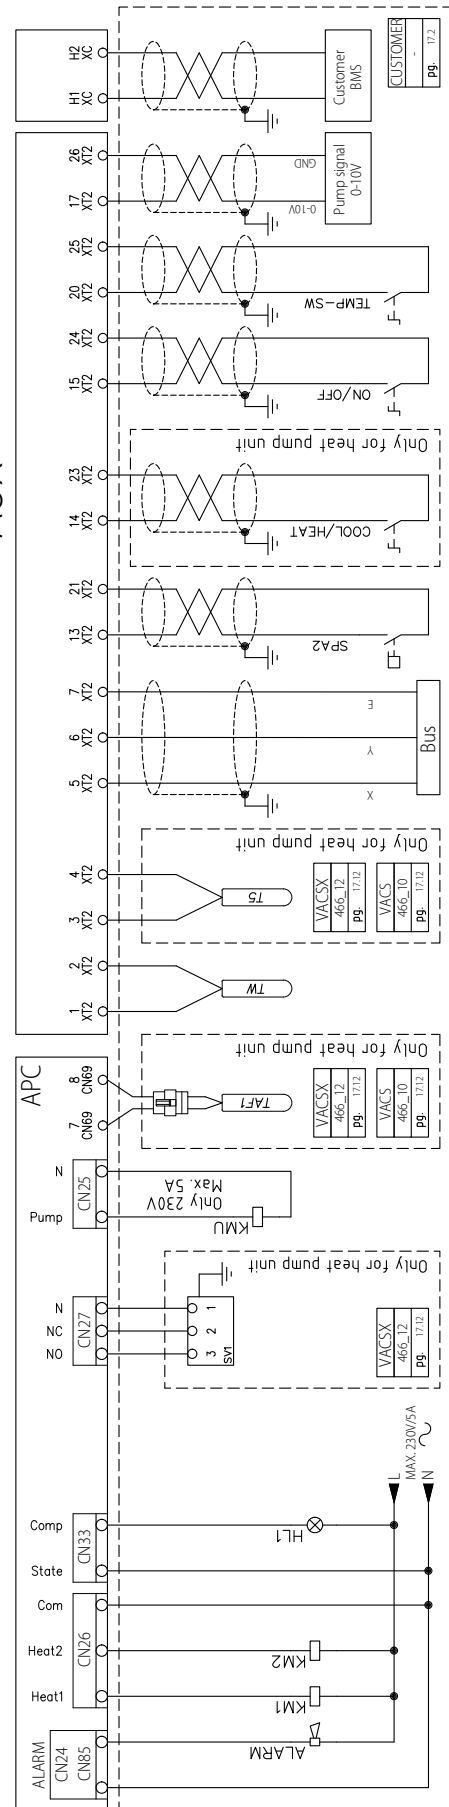 H2
XC
H1
XC
Customer
BMS
CUSTOMER
-
pg. 17.2
26
XT2
17
XT2
GND
0-10V
Pump signal
0-10V
25
XT2
20
XT2
TEMP-SW
24
XT2
15
XT2
ON/OFF
Only for heat pump unit
23
XT2
14
XT2
COOL/HEAT
21
XT2
13
XT2
SPA2
7
XT2
6
XT2
5
XT2
E
Y
X
Bus
Only for heat pump unit
4
XT2
3
XT2
T5
VACSX
466_12
pg. 17.12
VACS
466_10
pg. 17.12
2
XT2
1
XT2
TW
Only for heat pump unit
APC
8
CN69
7
CN69
TAF1
VACSX
466_12
pg. 17.12
VACS
466_10
pg. 17.12
N
Pump
CN25
Only 230V
Max. 5A
KMU
Only for heat pump unit
N
NC
NO
CN27
1
2
3
SV1
VACSX
466_12
pg. 17.12
MAX. 230V/5A
L
N
Comp
State
CN33
HL1
Com
Heat2
Heat1
CN26
KM2
KM1
ALARM
CN24
CN85
ALARM